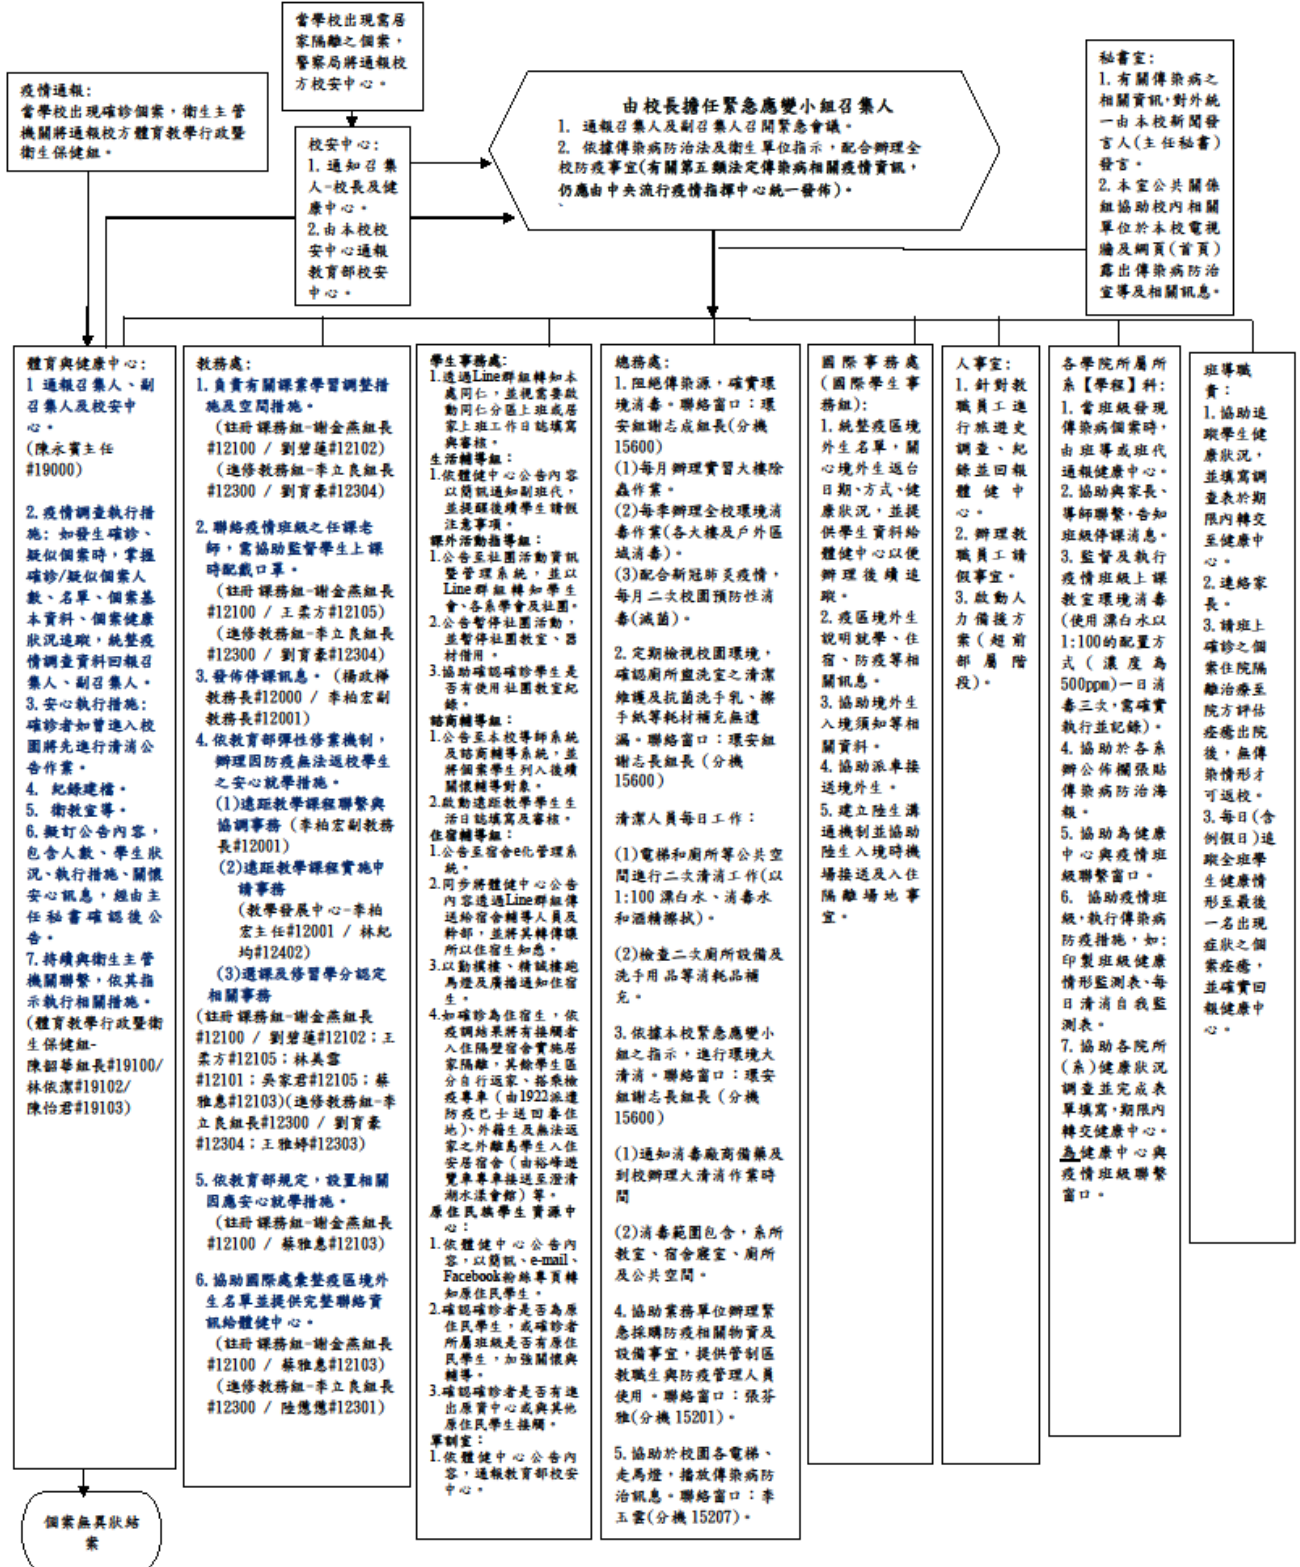 當學校出現需居
家隔離之個案，
警察局將通報校
方校安中心。
疫情通報:
當學校出現確診個案，衛生主管
機關將通報校方體育教學行政暨
衛生保健組。
校安中心:
1.通知召集
人-校長及健
康中心。
2.由本校校
安中心通報
教育部校安
中心。
由校長擔任緊急應變小組召集人
1. 通報召集人及副召集人召開緊急會議。
2. 依據傳染病防治法及衛生單位指示，配合辦理全
校防疫事宜(有關第五類法定傳染病相關疫情資訊，
仍應由中央流行疫情指揮中心統一發佈)。
、
秘書室:
1.有關傳染病之
相關資訊，對外統
一由本校新聞發
言人(主任秘書)
發言。
2.本室公共關係
組協助校內相關
單位於本校電視
牆及網頁(首頁)
露出傳染病防治
宣導及相關訊息。
體育與健康中心:
1 通報召集人、副
召集人及校安中
心。
(陳永賓主任
#19000)
2.疫情調查執行措
施:如發生確診、
疑似個案時，掌握
確診/疑似個案人
數、名單、個案基
本資料、個案健康
狀況追蹤，統整疫
情調查資料回報召
集人、副召集人。
3.安心執行措施:
確診者如曾進入校
園將先進行清消公
告作業。
4. 紀錄建檔。
5. 衛教宣導。
6.擬訂公告內容，
包含人數、學生狀
況、執行措施、關懷
安心訊息，經由主
任秘書確認後公
告。
7.持續與衛生主管
機關聯繫，依其指
示執行相關措施。
(體育教學行政暨衛
生保健組-
陳韶華組長#19100/
林依潔#19102/
陳怡君#19103)
個案無異狀結
案
教務處:
1.負責有關課業學習調整措
施及空間措施。
(註冊課務組-謝金燕組長
#12100 / 劉碧蓮#12102)
(進修教務組-李立良組長
#12300 / 劉育豪#12304)
2.聯絡疫情班級之任課老
師，需協助監督學生上課
時配戴口罩。
(註冊課務組-謝金燕組長
#12100 / 王柔方#12105)
(進修教務組-李立良組長
#12300 / 劉育豪#12304)
3.發佈停課訊息。 (楊政樺
教務長#12000 / 李柏宏副
教務長#12001)
4.依教育部彈性修業機制，
辦理因防疫無法返校學生
之安心就學措施。
(1)遠距教學課程聯繫與
協調事務 (李柏宏副教務
長#12001)
(2)遠距教學課程實施申
請事務
(教學發展中心-李柏
宏主任#12001 / 林紀
均#12402)
(3)選課及修習學分認定
相關事務
(註冊課務組-謝金燕組長
#12100 / 劉碧蓮#12102；王
柔方#12105；林美雪
#12101；吳家君#12105；蔡
雅惠#12103)(進修教務組-李
立良組長#12300 / 劉育豪
#12304；王雅婷#12303)
5.依教育部規定，設置相關
因應安心就學措施。
(註冊課務組-謝金燕組長
#12100 / 蔡雅惠#12103)
6.協助國際處彙整疫區境外
生名單並提供完整聯絡資
訊給體健中心。
(註冊課務組-謝金燕組長
#12100 / 蔡雅惠#12103)
(進修教務組-李立良組長
#12300 / 陸憊憊#12301)
學生事務處:
1.透過Line群組轉知本
處同仁，並視需要啟
動同仁分區上班或居
家上班工作日誌填寫
與審核。
生活輔導組:
1.依體健中心公告內容
以簡訊通知副班代，
並提醒後續學生請假
注意事項。
課外活動指導組:
1.公告至社團活動資訊
暨管理系統，並以
Line群組轉知學生
會、各系學會及社團。
2.公告暫停社團活動，
並暫停社團教室、器
材借用。
3.協助確認確診學生是
否有使用社團教室紀
錄。
諮商輔導組:
1.公告至本校導師系統
及諮商輔導系統，並
將個案學生列入後續
關懷輔導對象。
2.啟動遠距教學學生生
活日誌填寫及審核。
住宿輔導組:
1.公告至宿舍e化管理系
統。
2.同步將體健中心公告
內容透過Line群組傳
送給宿舍輔導人員及
幹部，並將其轉傳讓
所以住宿生知悉。
3.以勤樸樓、精誠樓跑
馬燈及廣播通知住宿
生。
4.如確診為住宿生，依
疫調結果將有接觸者
入住隔壁宿舍實施居
家隔離，其餘學生區
分自行返家、搭乘檢
疫專車（由1922派遣
防疫巴士送回番住
地）、外籍生及無法返
家之外離島學生入住
安居宿舍（由裕峰遊
覽車專車接送至澄清
湖水漾會館）等。
原住民族學生資源中
心:
1.依體健中心公告內
容，以簡訊、e-mail、
Facebook粉絲專頁轉
知原住民學生。
2.確認確診者是否為原
住民學生，或確診者
所屬班級是否有原住
民學生，加強關懷與
輔導。
3.確認確診者是否有進
出原資中心或與其他
原住民學生接觸。
軍訓室:
1.依體健中心公告內
容，通報教育部校安
中心。
總務處:
1.阻絕傳染源，確實環
境消毒。聯絡窗口：環
安組謝志成組長(分機
15600)
(1)每月辦理實習大樓除
蟲作業。
(2)每季辦理全校環境消
毒作業(各大樓及戶外區
域消毒)。
(3)配合新冠肺炎疫情，
每月二次校園預防性消
毒(滅菌)。
2.定期檢視校園環境，
確認廁所盥洗室之清潔
維護及抗菌洗手乳、擦
手紙等耗材補充無遺
漏。聯絡窗口：環安組
謝志長組長（分機
15600）
清潔人員每日工作：
(1)電梯和廁所等公共空
間進行二次清消工作(以
1:100 漂白水、消毒水
和酒精擦拭)。
(2)檢查二次廁所設備及
洗手用品等消耗品補
充。
3.依據本校緊急應變小
組之指示，進行環境大
清消。聯絡窗口：環安
組謝志長組長（分機
15600）
(1)通知消毒廠商備藥及
到校辦理大清消作業時
間
(2)消毒範圍包含，系所
教室、宿舍寢室、廁所
及公共空間。
4.協助業務單位辦理緊
急採購防疫相關物資及
設備事宜，提供管制區
教職生與防疫管理人員
使用。聯絡窗口：張芬
雅(分機 15201)。
5.協助於校園各電梯、
走馬燈，播放傳染病防
治訊息。聯絡窗口：李
玉雲(分機 15207)。
國際事務處
(國際學生事
務組):
1.統整疫區境
外生名單，關
心境外生返台
日期、方式、健
康狀況，並提
供學生資料給
體健中心以便
辦理後續追
蹤。
2.疫區境外生
說明就學、住
宿、防疫等相
關訊息。
3.協助境外生
入境須知等相
關資料。
4.協助派車接
送境外生。
5.建立陸生溝
通機制並協助
陸生入境時機
場接送及入住
隔離場地事
宜。
人事室:
1.針對教
職員工進
行旅遊史
調查、紀
錄並回報
體健中
心。
2.辦理教
職員工請
假事宜。
3.啟動人
力備援方
案(超前
部屬階
段)。
各學院所屬所
系【學程】科:
1.當班級發現
傳染病個案時，
由班導或班代
通報健康中心。
2.協助與家長、
導師聯繫，告知
班級停課消息。
3.監督及執行
疫情班級上課
教室環境消毒
(使用漂白水以
1:100的配置方
式（濃度為
500ppm)一日消
毒三次，需確實
執行並記錄)。
4.協助於各系
辦公佈欄張貼
傳染病防治海
報。
5.協助為健康
中心與疫情班
級聯繫窗口。
6. 協助疫情班
級，執行傳染病
防疫措施，如:
印製班級健康
情形監測表、每
日清消自我監
測表。
7.協助各院所
(系)健康狀況
調查並完成表
單填寫，期限內
轉交健康中心。
為健康中心與
疫情班級聯繫
窗口。
班導職
責:
1.協助追
蹤學生健
康狀況，
並填寫調
查表於期
限內轉交
至健康中
心。
2.連絡家
長。
3.請班上
確診之個
案住院隔
離治療至
院方評估
痊癒出院
後，無傳
染情形才
可返校。
3.每日(含
例假日)追
蹤全班學
生健康情
形至最後
一名出現
症狀之個
案痊癒，
並確實回
報健康中
心。